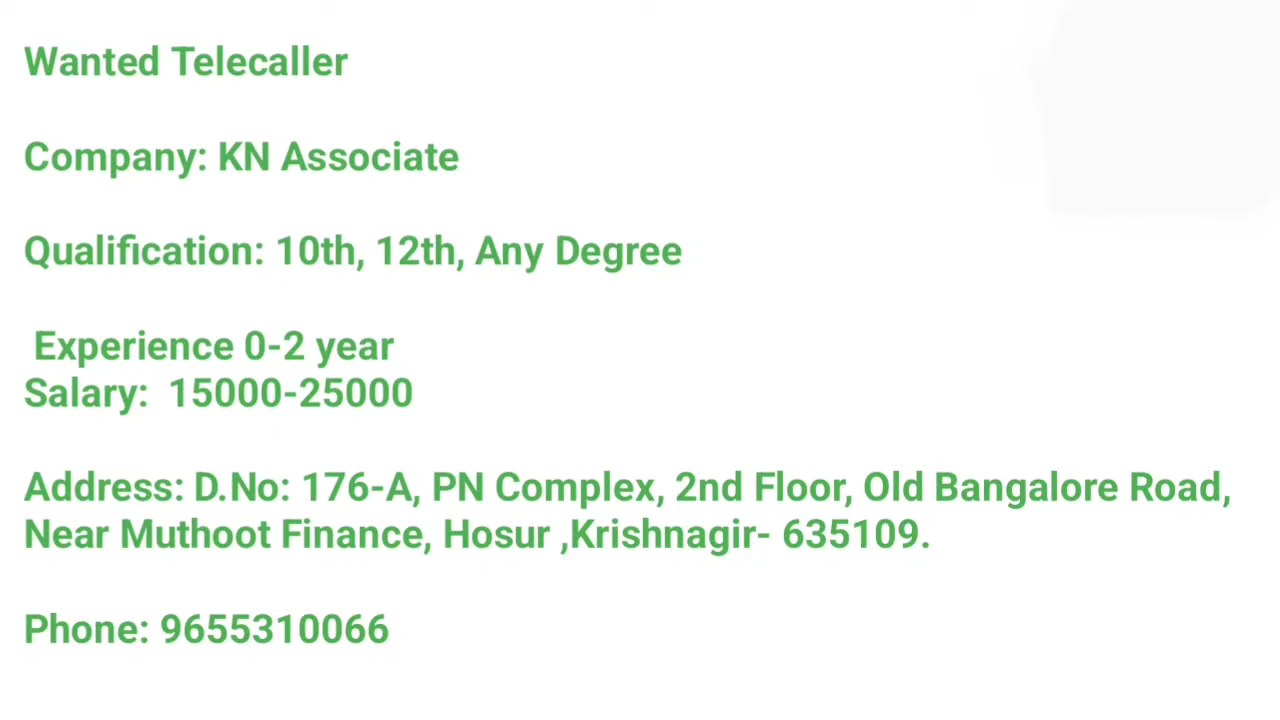 Wanted Telecaller
Company: KN Associate
Qualification: 10th, 12th, Any Degree
Experience 0-2 year
Salary:  15000-25000
Address: D.No: 176-A, PN Complex, 2nd Floor, Old Bangalore Road,
Near Muthoot Finance, Hosur ,Krishnagir- 635109.
Phone: 9655310066